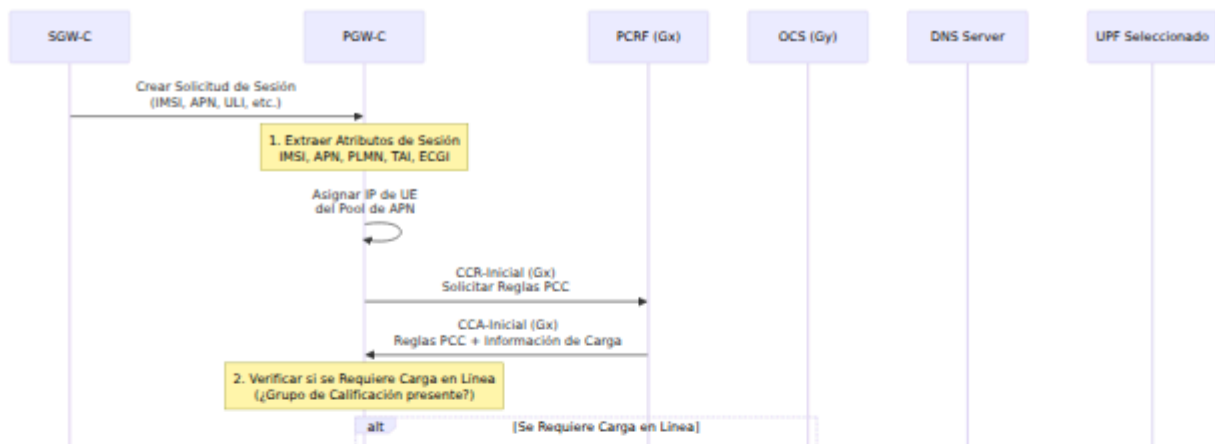 SGW-C
PGW-C
PCRF (Gx)
OCS (Gy)
DNS Server
UPF Seleccionado
Crear Solicitud de Sesión
(IMSI, APN, ULI, etc.)
1. Extraer Atributos de Sesión
IMSI, APN, PLMN, TAI, ECGI
Asignar IP de UE
del Pool de APN
CCR-Inicial (Gx)
Solicitar Reglas PCC
CCA-Inicial (Gx)
Reglas PCC + Información de Carga
2. Verificar si se Requiere Carga en Línea
(¿Grupo de Calificación presente?)
alt
[Se Requiere Carga en Línea]